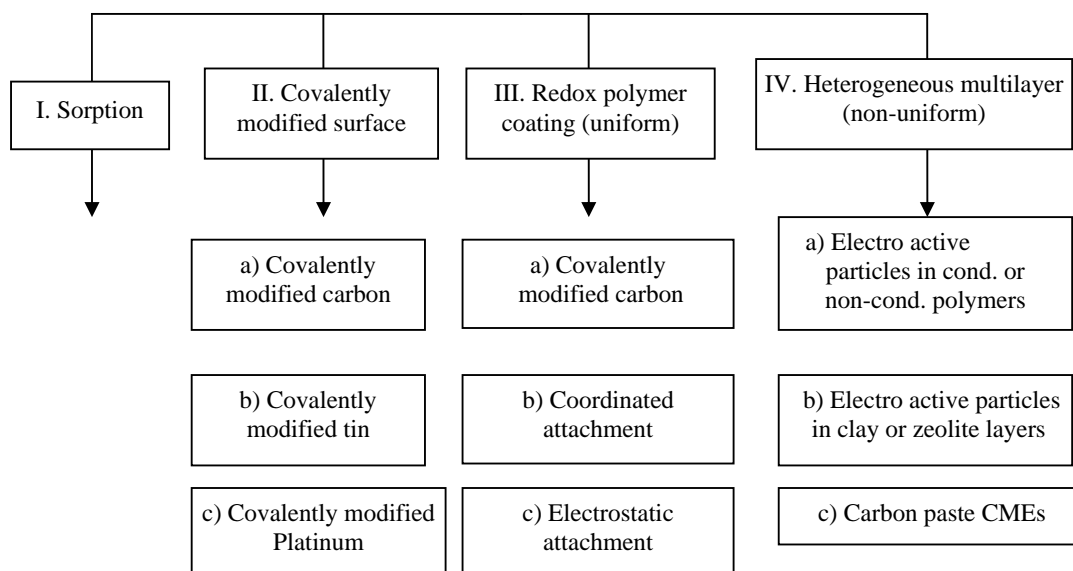 I. Sorption
II. Covalently
modified surface
III. Redox polymer
coating (uniform)
IV. Heterogeneous multilayer
(non-uniform)
a) Covalently
modified carbon
a) Covalently
modified carbon
a) Electro active
particles in cond. or
non-cond. polymers
b) Covalently
modified tin
b) Coordinated
attachment
b) Electro active particles
in clay or zeolite layers
c) Covalently modified
Platinum
c) Electrostatic
attachment
c) Carbon paste CMEs